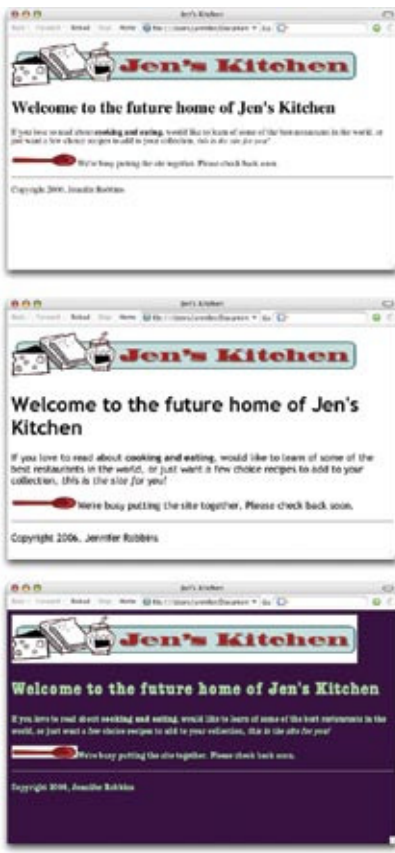 Jen's Kitchen
Jen's Kitchen
Welcome to the future home of Jen's Kitchen
If you love to read about cooking and eating, would like to learn of some of the best restaurants in the world, or
just want a few choice recipes to add to your collection, this is the site for you!
We're busy putting the site together. Please check back soon.
Copyright 2006, Jennifer Robbins
Jen's Kitchen
Jen's Kitchen
Welcome to the future home of Jen's
Kitchen
If you love to read about cooking and eating, would like to learn of some of the
best restaurants in the world, or just want a few choice recipes to add to your
collection, this is the site for you!
We're busy putting the site together. Please check back soon.
Copyright 2006, Jennifer Robbins
Jen's Kitchen
Jen's Kitchen
Welcome to the future home of Jen's Kitchen
If you love to read about cooking and eating, would like to learn of some of the best restaurants in the
world, or just want a few choice recipes to add to your collection, this is the site for you!
We're busy putting the site together. Please check back soon.
Copyright 2006, Jennifer Robbins